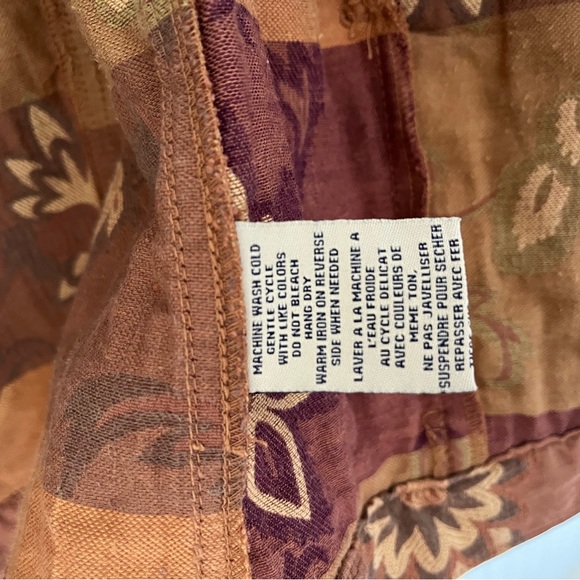 MACHINE WASH COLD
GENTLE CYCLE
WITH LIKE COLORS
DO NOT BLEACH
HANG DRY
WARM IRON ON REVERSE
SIDE WHEN NEEDED
LAVER A LA MACHINE A
L'EAU FROIDE
AU CYCLE DELICAT
AVEC COULEURS DE
MEME TON,
NE PAS JAVELLISER
SUSPENDRE POUR SECHER
REPASSER AVEC FER